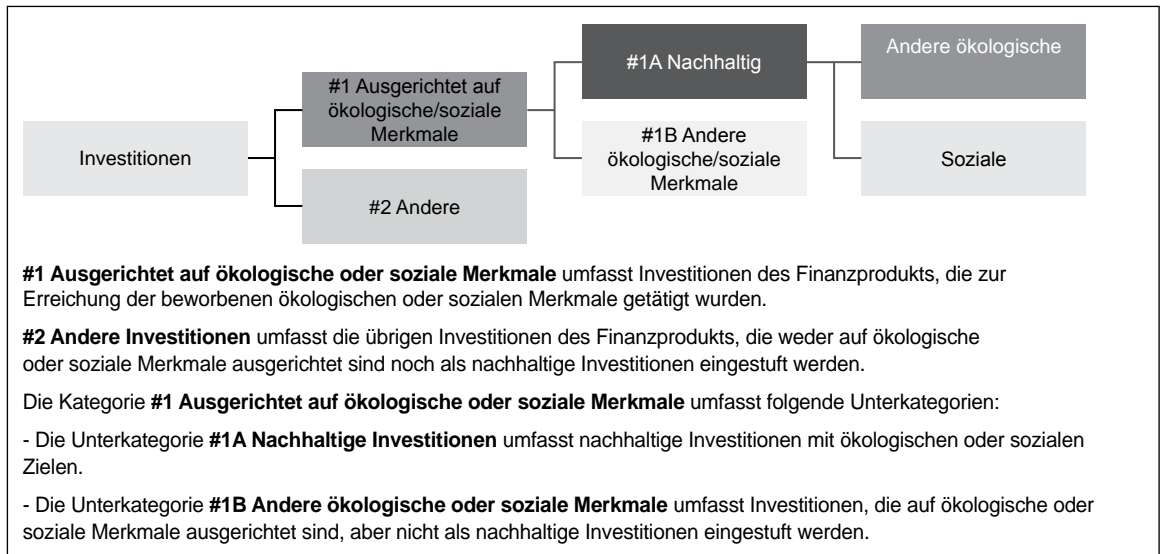 #1A Nachhaltig
Andere ökologische
#1 Ausgerichtet auf
ökologische/soziale
Merkmale
Investitionen
#1B Andere
ökologische/soziale
Merkmale
Soziale
#2 Andere
#1 Ausgerichtet auf ökologische oder soziale Merkmale umfasst Investitionen des Finanzprodukts, die zur
Erreichung der beworbenen ökologischen oder sozialen Merkmale getätigt wurden.
#2 Andere Investitionen umfasst die übrigen Investitionen des Finanzprodukts, die weder auf ökologische
oder soziale Merkmale ausgerichtet sind noch als nachhaltige Investitionen eingestuft werden.
Die Kategorie #1 Ausgerichtet auf ökologische oder soziale Merkmale umfasst folgende Unterkategorien:
- Die Unterkategorie #1A Nachhaltige Investitionen umfasst nachhaltige Investitionen mit ökologischen oder sozialen
Zielen.
- Die Unterkategorie #1B Andere ökologische oder soziale Merkmale umfasst Investitionen, die auf ökologische oder
soziale Merkmale ausgerichtet sind, aber nicht als nachhaltige Investitionen eingestuft werden.